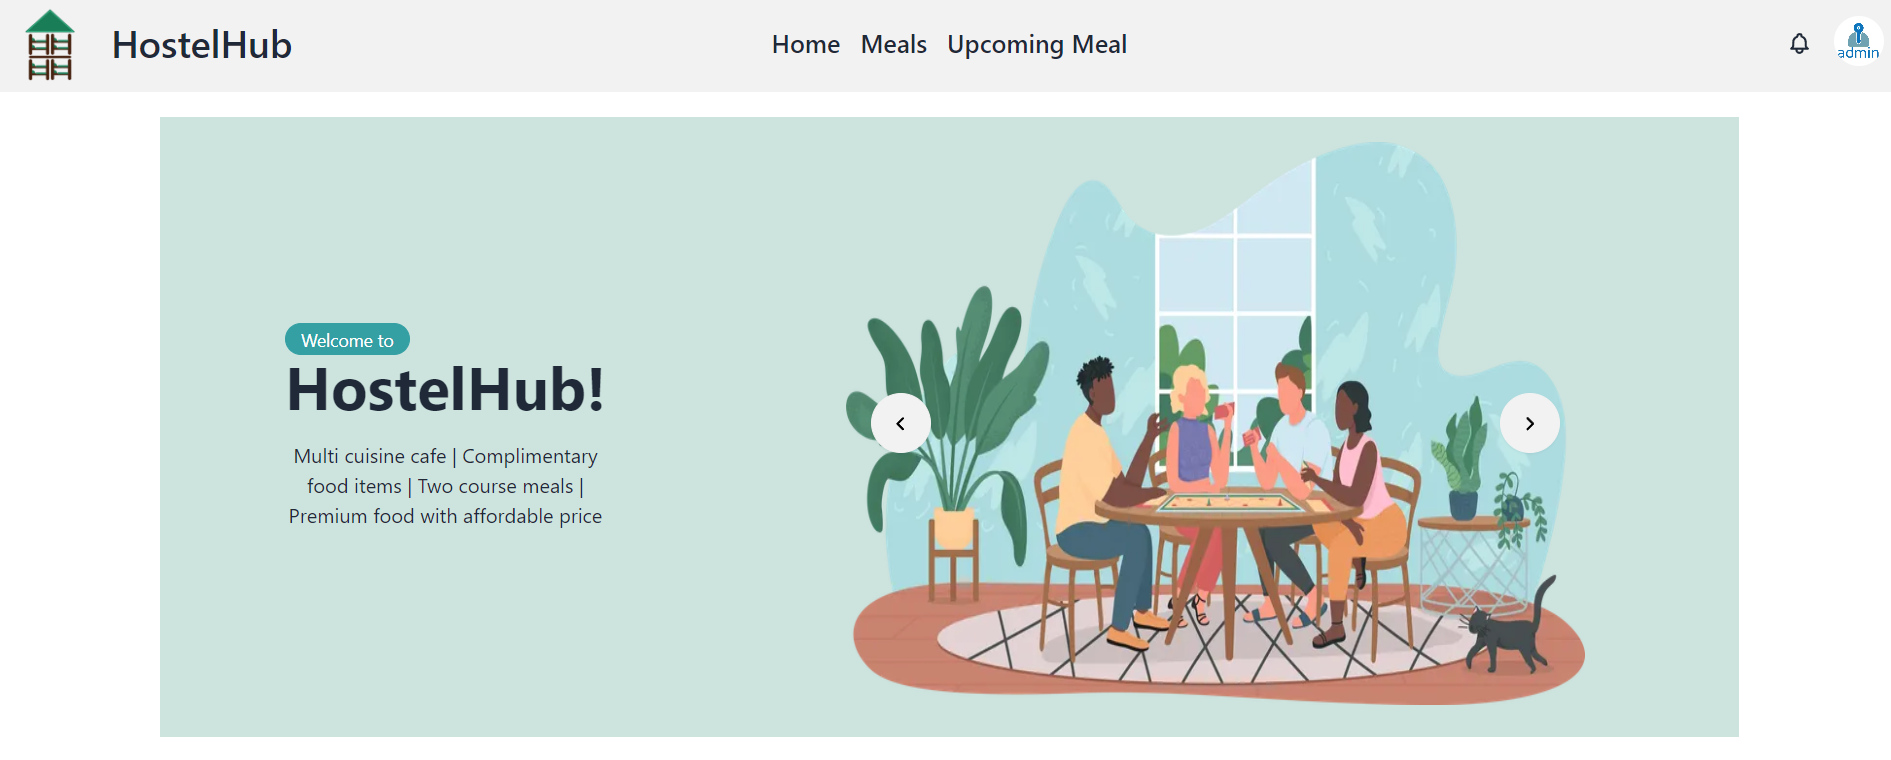 HostelHub
Home Meals Upcoming Meal
admin
Welcome to
HostelHub!
Multi cuisine cafe | Complimentary
food items | Two course meals |
Premium food with affordable price